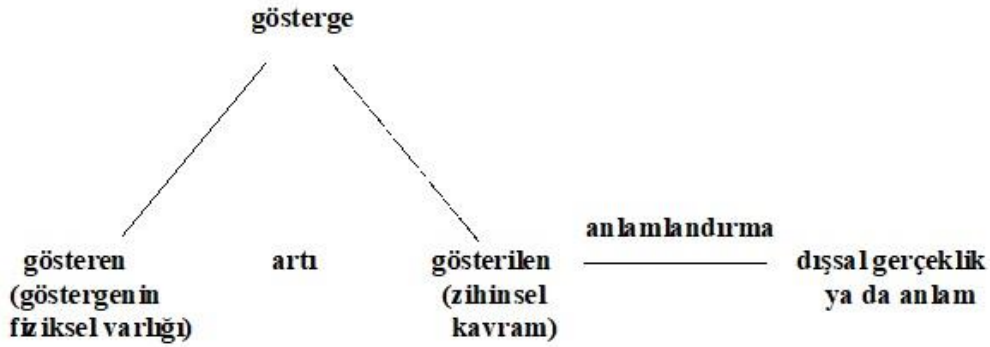 gösterge
anlamlandırma
gösteren artı gösterilen dışsal gerçeklik
(göstergenin (zihinsel ya da anlam
fiziksel varlığı) kavram)